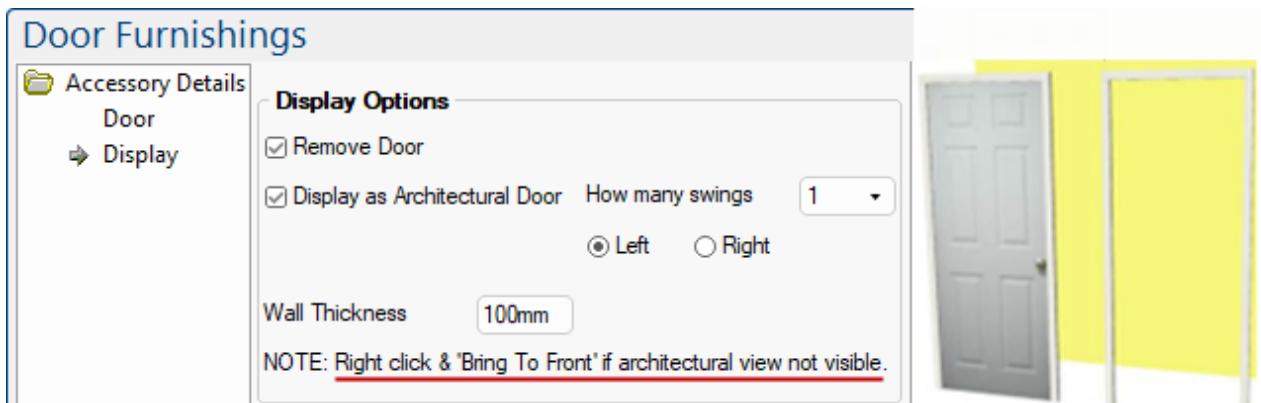 Door Furnishings
Accessory Details
Door
Display
Display Options
Remove Door
Display as Architectural Door How many swings 1
Left Right
Wall Thickness 100mm
NOTE: Right click & 'Bring To Front' if architectural view not visible.